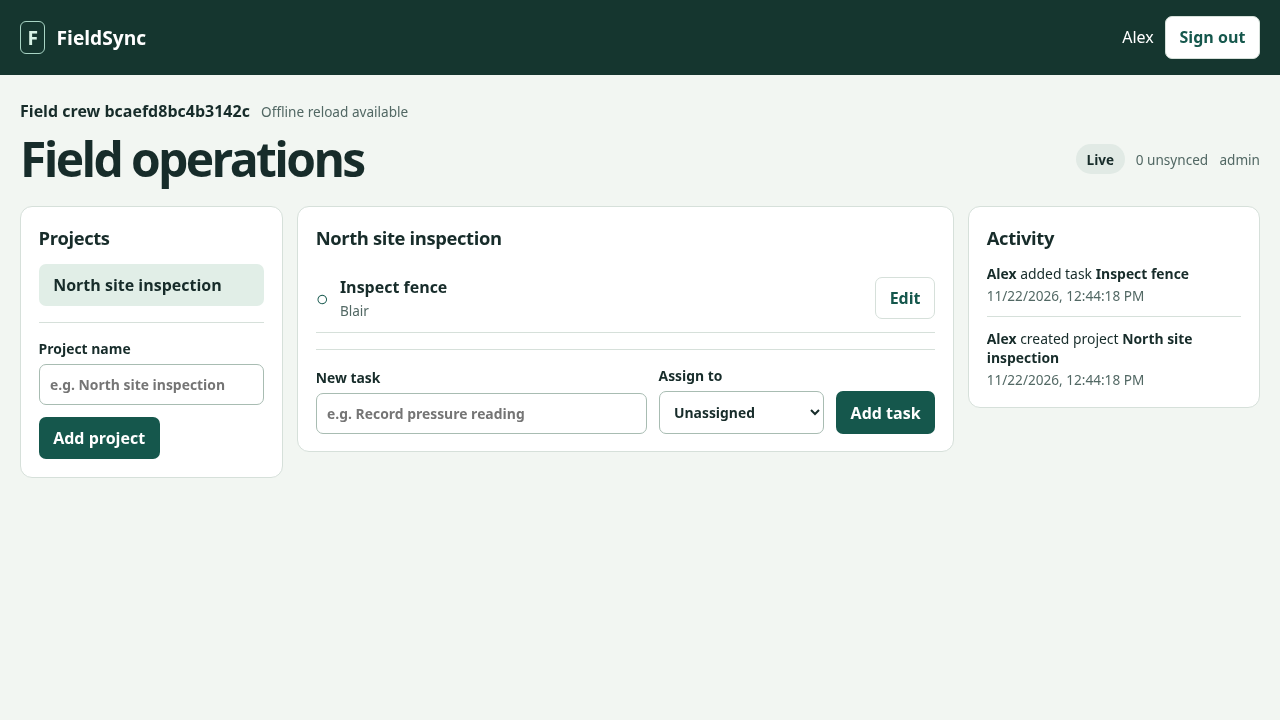 F FieldSync
Alex Sign out
Field crew bcaefd8bc4b3142c Offline reload available
Field operations
Live 0 unsynced admin
Projects
North site inspection
Project name
e.g. North site inspection
Add project
North site inspection
Inspect fence
Blair
Edit
New task
e.g. Record pressure reading
Assign to
Unassigned
Add task
Activity
Alex added task Inspect fence
11/22/2026, 12:44:18 PM
Alex created project North site
inspection
11/22/2026, 12:44:18 PM